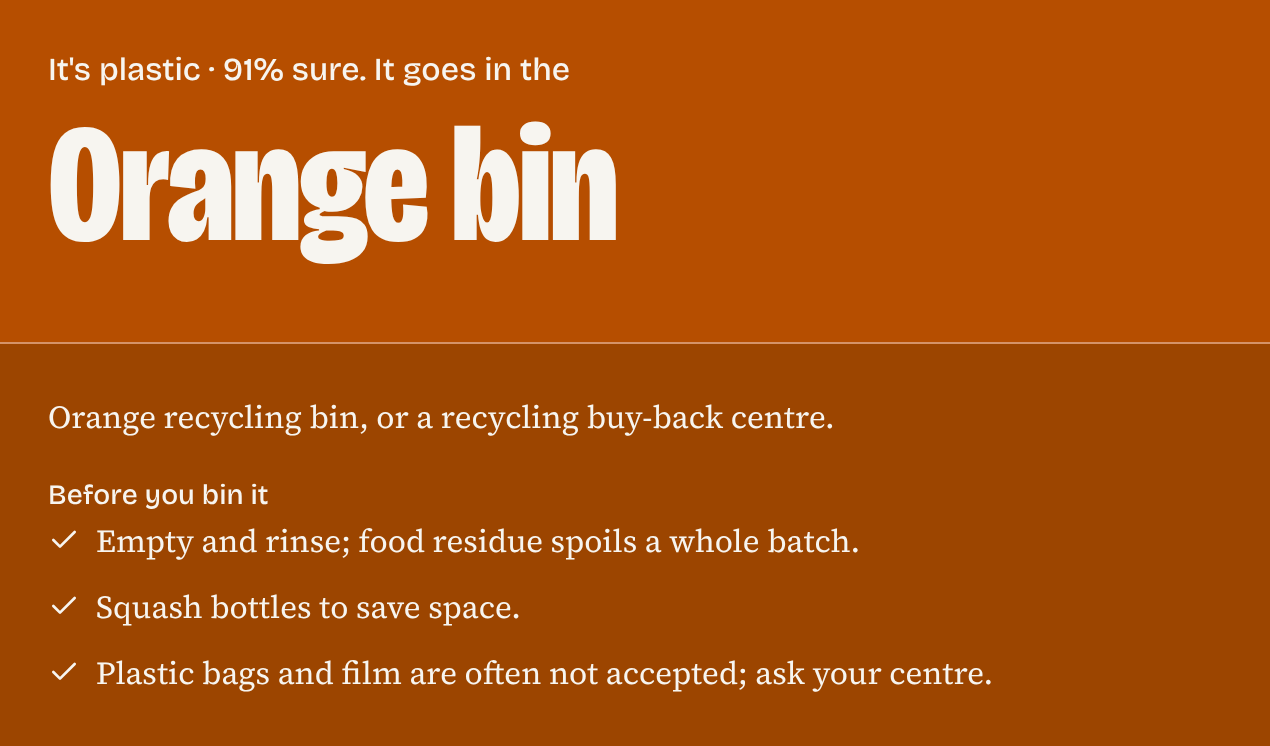 It's plastic · 91% sure. It goes in the
Orange bin
Orange recycling bin, or a recycling buy-back centre.
Before you bin it
Empty and rinse; food residue spoils a whole batch.
Squash bottles to save space.
Plastic bags and film are often not accepted; ask your centre.